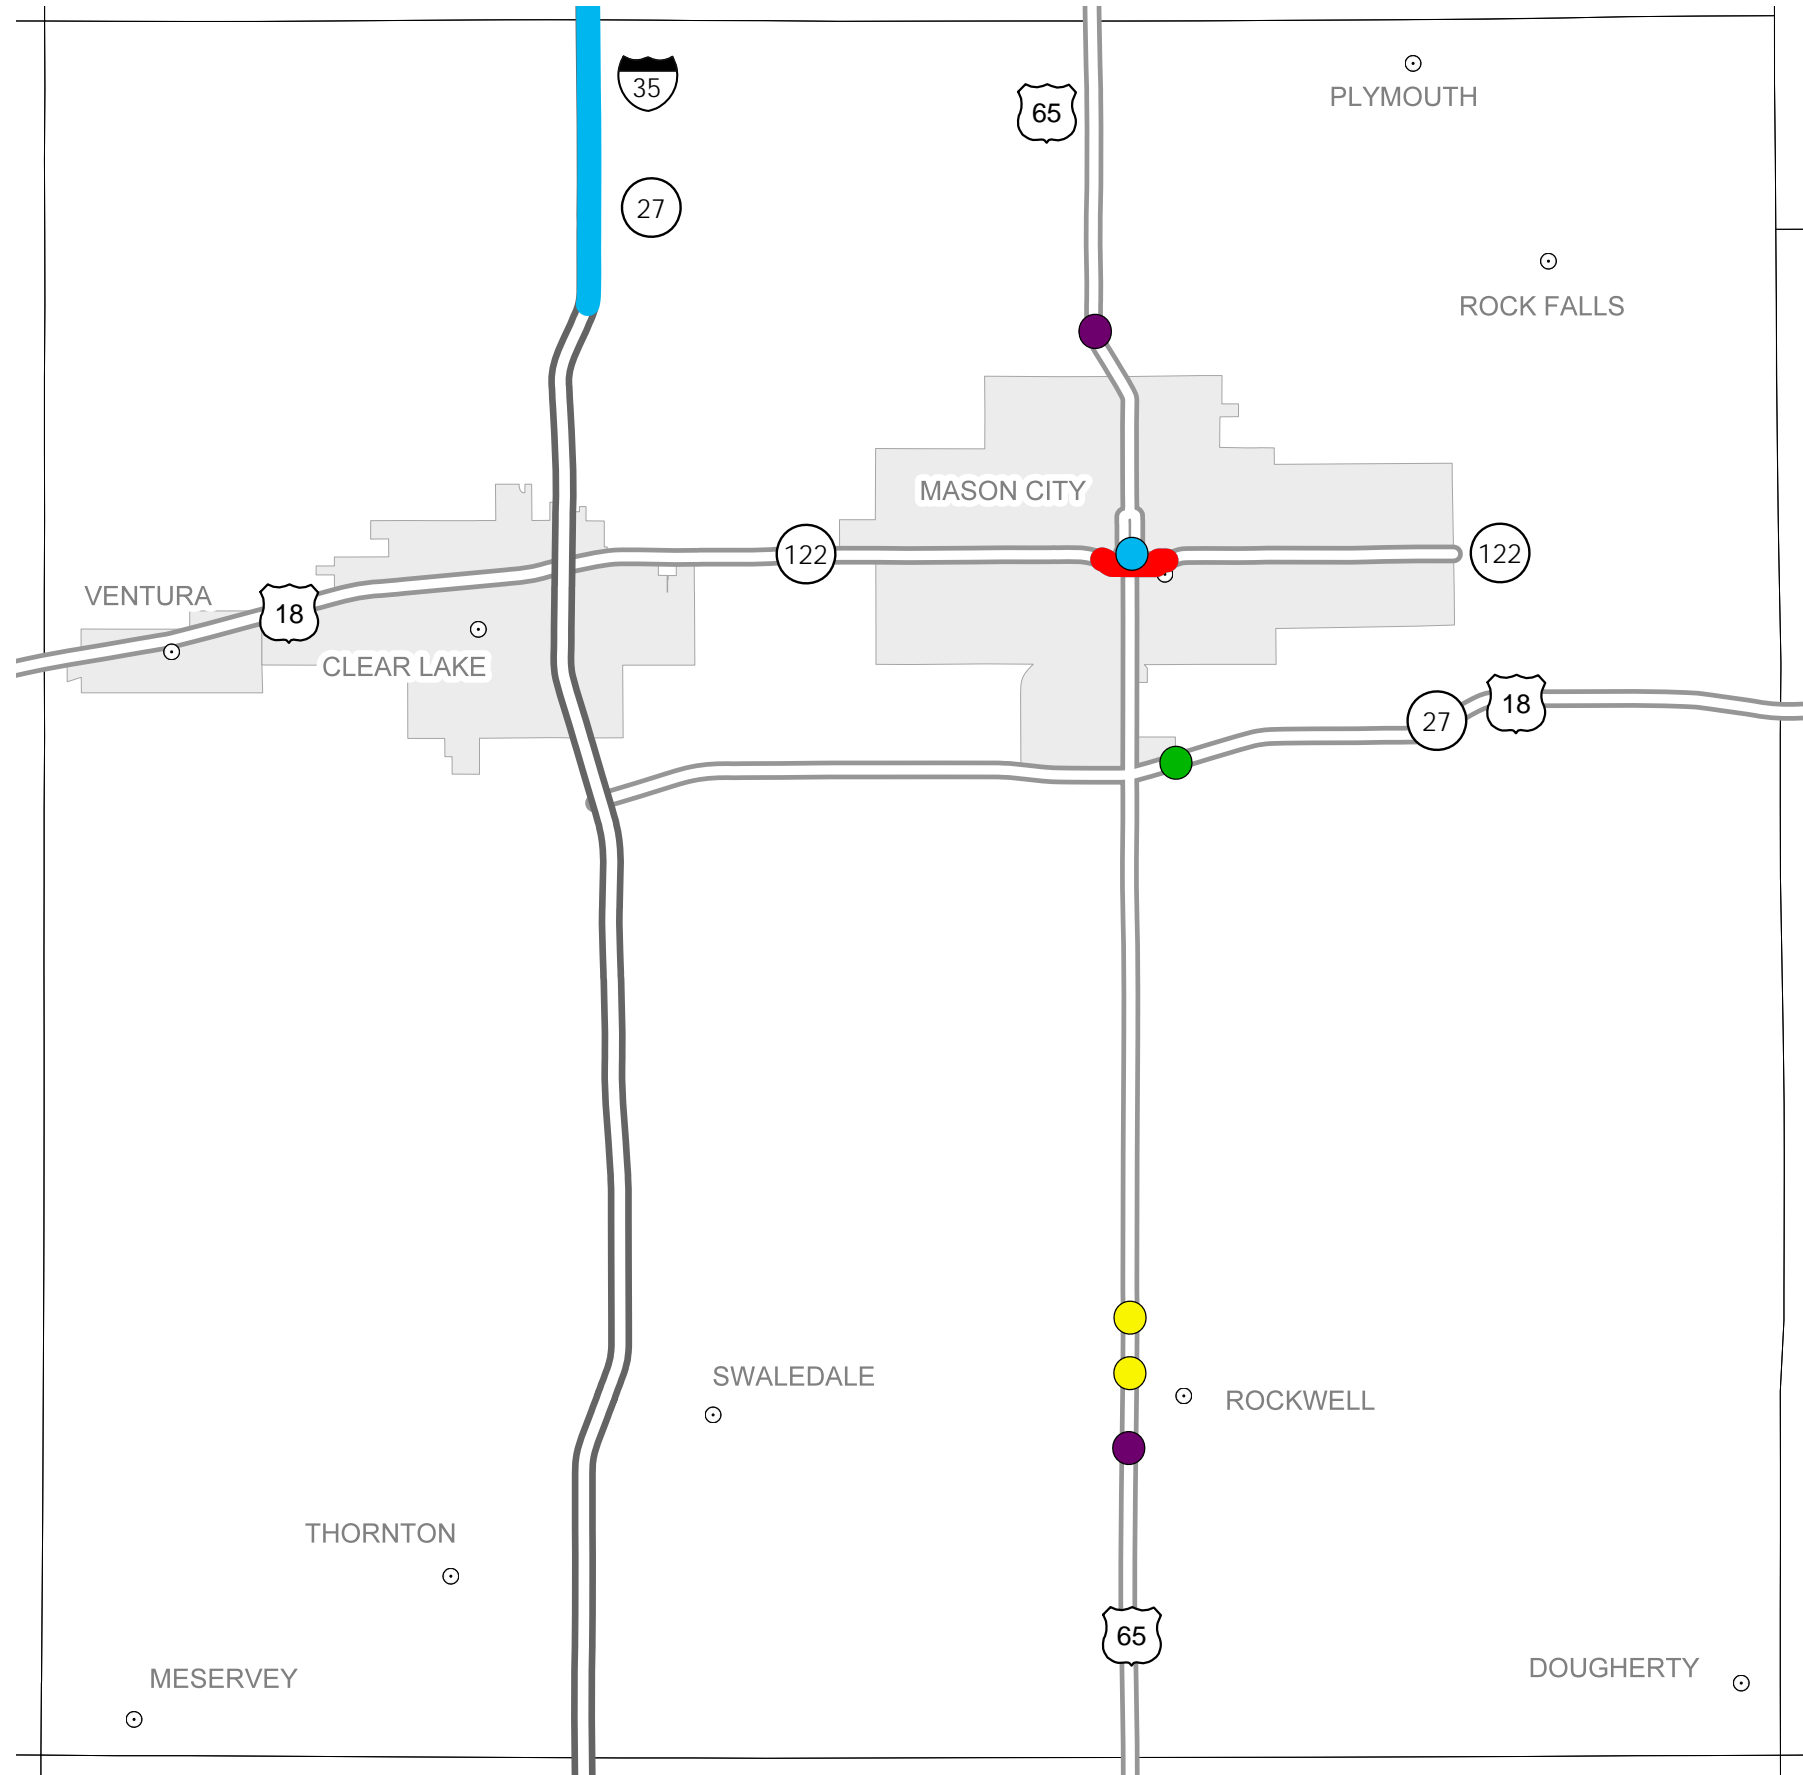 35
65
PLYMOUTH
27
ROCK FALLS
MASON CITY
122
122
VENTURA
18
CLEAR LAKE
18
27
SWALEDALE
ROCKWELL
THORNTON
65
MESERVEY
DOUGHERTY